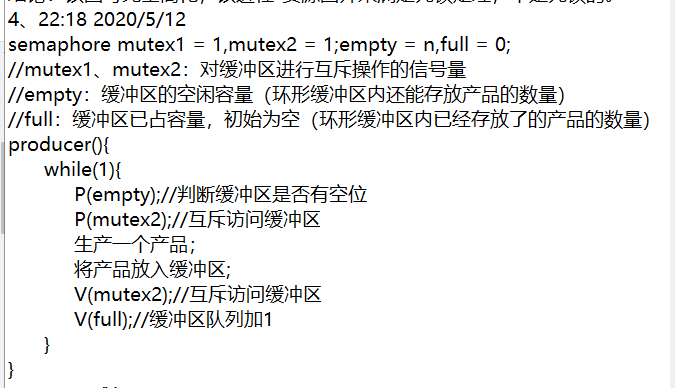 4、22:18 2020/5/12
semaphore mutex1 = 1,mutex2 = 1;empty = n,full = 0;
//mutex1、mutex2：对缓冲区进行互斥操作的信号量
//empty：缓冲区的空闲容量（环形缓冲区内还能存放产品的数量）
//full：缓冲区已占容量，初始为空（环形缓冲区内已经存放了的产品的数量）
producer(){
while(1){
P(empty);//判断缓冲区是否有空位
P(mutex2);//互斥访问缓冲区
生产一个产品；
将产品放入缓冲区;
V(mutex2);//互斥访问缓冲区
V(full);//缓冲区队列加1
}
}